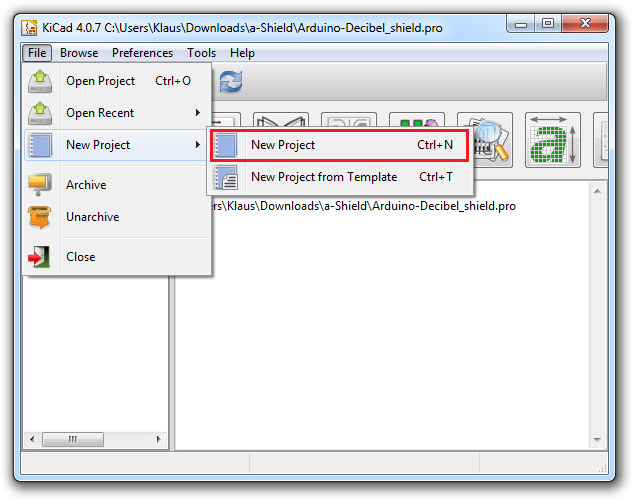 KiCad 4.0.7 C:\Users\Klaus\Downloads\a-Shield\Arduino-Decibel_shield.pro
File Browse Preferences Tools Help
Open Project Ctrl+O
Open Recent
New Project
New Project Ctrl+N
New Project from Template Ctrl+T
Archive
Unarchive
Close
ers\Klaus\Downloads\a-Shield\Arduino-Decibel_shield.pro
a